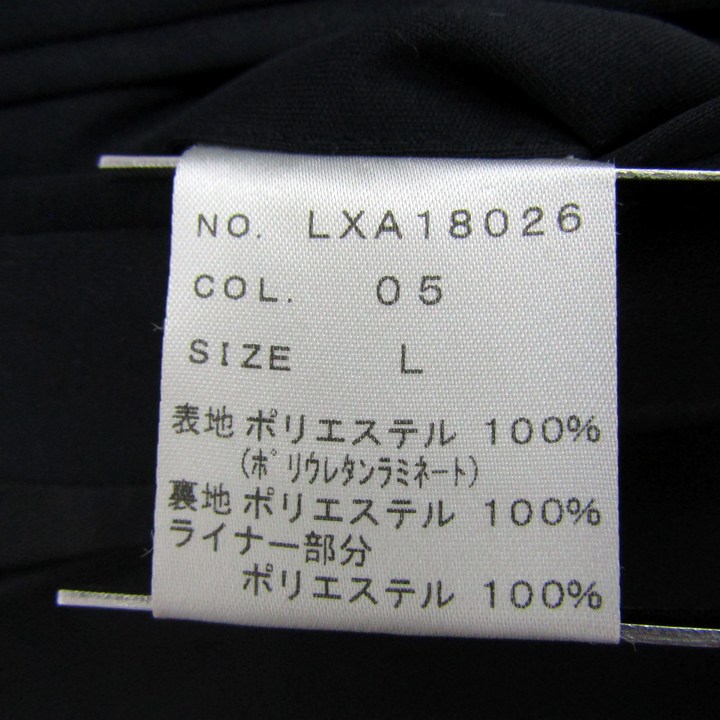 NO. LXA18026
COL. 05
SIZE L
表地 ポリエステル 100%
(ポリウレタンラミネート)
裏地 ポリエステル 100%
ライナー部分
ポリエステル 100%